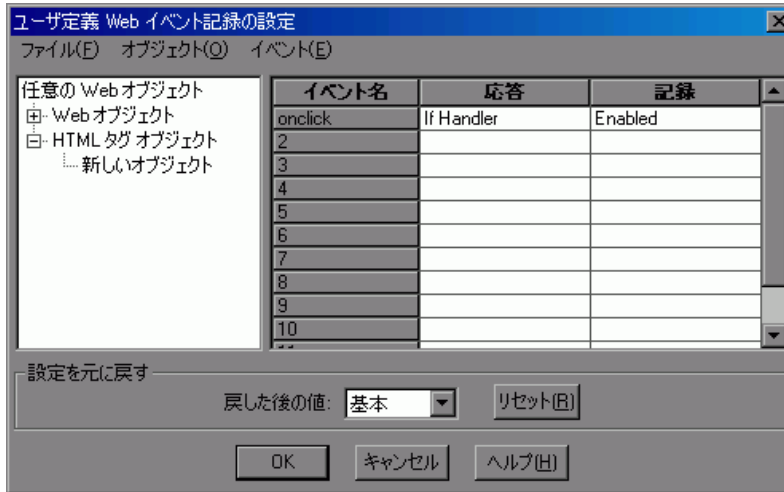 ユーザ定義 Web イベント記録の設定
ファイル(F) オブジェクト(O) イベント(E)
任意の Web オブジェクト
Web オブジェクト
HTML タグ オブジェクト
新しいオブジェクト
イベント名 応答 記録
onclick If Handler Enabled
2
3
4
5
6
7
8
9
10
設定を元に戻す
戻した後の値: 基本 リセット(R)
OK キャンセル ヘルプ(H)